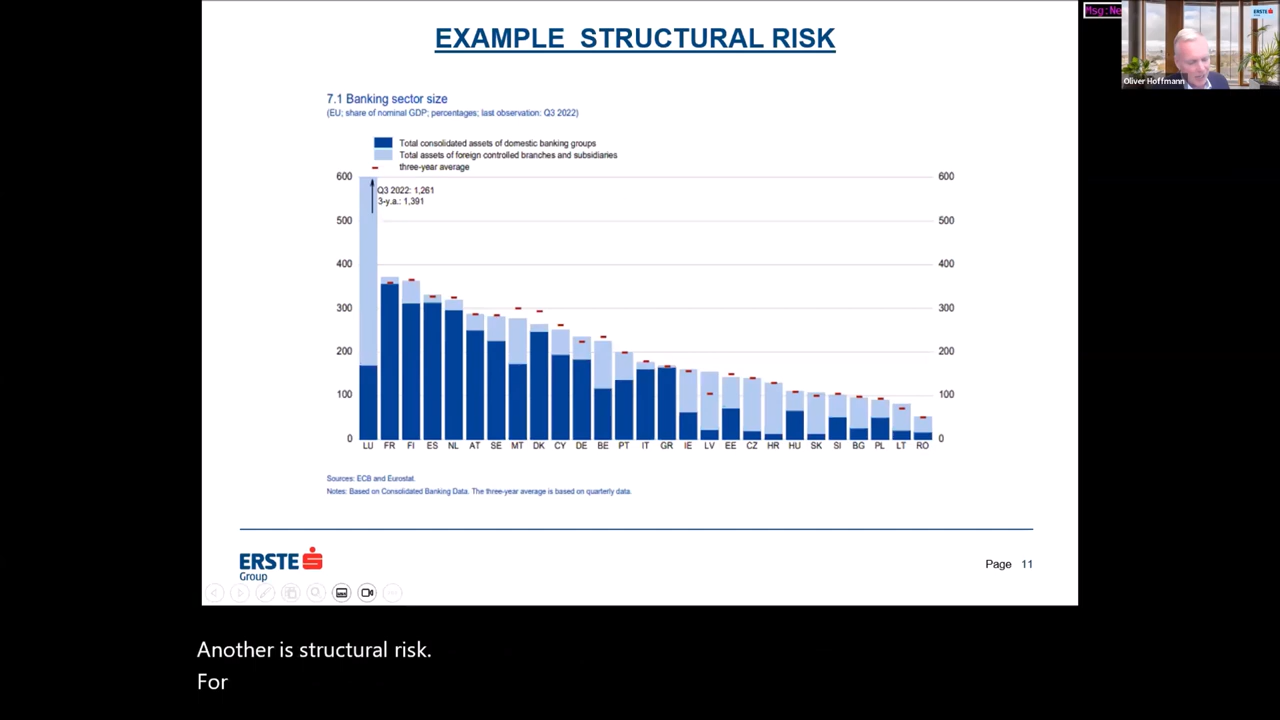 EXAMPLE  STRUCTURAL RISK
Msg:Ne
ERSTE
Group
Oliver Hoffmann
7.1 Banking sector size
(EU; share of nominal GDP; percentages; last observation: Q3 2022)
Total consolidated assets of domestic banking groups
Total assets of foreign controlled branches and subsidiaries
three-year average
600 600
Q3 2022: 1,261
3-y.a.: 1,391
500 500
400 400
300 300
200 200
100 100
0 0
LU FR FI ES NL AT SE MT DK CY DE BE PT IT GR IE LV EE CZ HR HU SK SI BG PL LT RO
Sources: ECB and Eurostat.
Notes: Based on Consolidated Banking Data. The three-year average is based on quarterly data.
ERSTE
Group
Page 11
Another is structural risk.
For